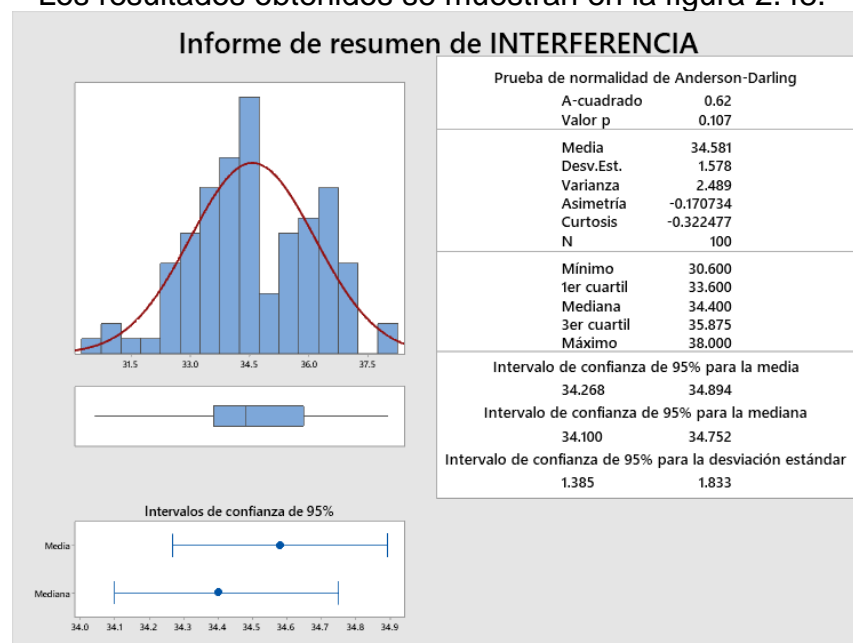 Los resultados obtenidos se muestran en la figura 2.48.
Informe de resumen de INTERFERENCIA
Prueba de normalidad de Anderson-Darling
A-cuadrado 0.62
Valor p 0.107
Media 34.581
Desv.Est. 1.578
Varianza 2.489
Asimetría -0.170734
Curtosis -0.322477
N 100
Mínimo 30.600
1er cuartil 33.600
Mediana 34.400
3er cuartil 35.875
Máximo 38.000
Intervalo de confianza de 95% para la media
34.268 34.894
Intervalo de confianza de 95% para la mediana
34.100 34.752
Intervalo de confianza de 95% para la desviación estándar
1.385 1.833
31.5 33.0 34.5 36.0 37.5
Intervalos de confianza de 95%
Media
Mediana
34.0 34.1 34.2 34.3 34.4 34.5 34.6 34.7 34.8 34.9